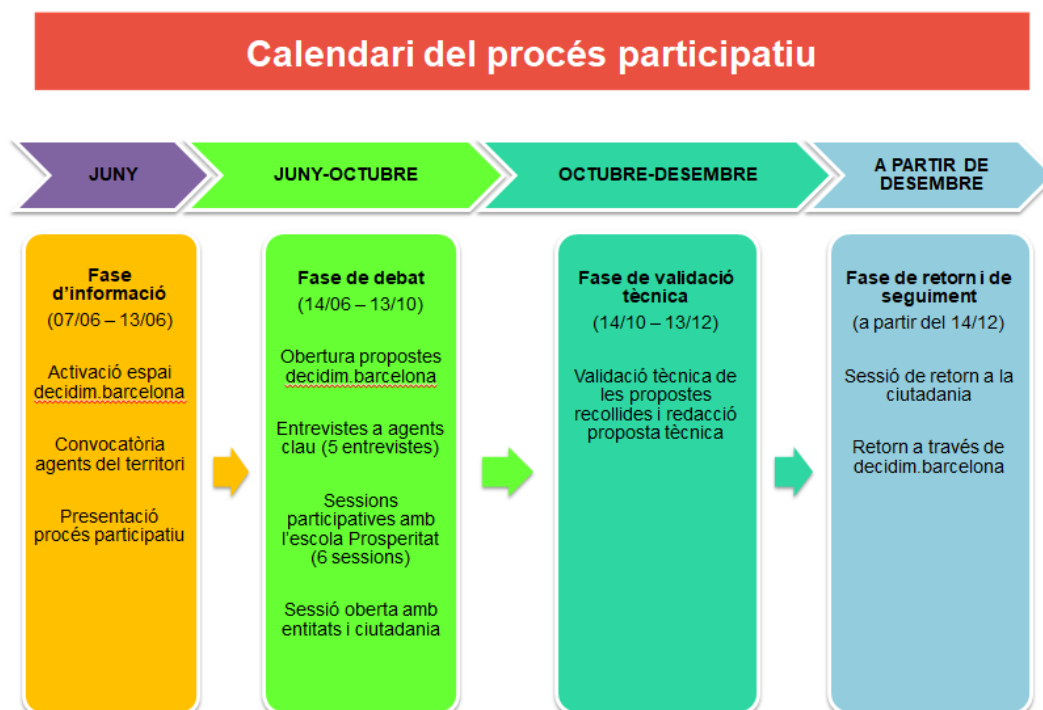 Calendari del procés participatiu
JUNY
JUNY-OCTUBRE
OCTUBRE-DESEMBRE
A PARTIR DE
DESEMBRE
Fase
d’informació
(07/06 – 13/06)
Activació espai
decidim.barcelona
Convocatòria
agents del territori
Presentació
procés participatiu
Fase de debat
(14/06 – 13/10)
Obertura propostes
decidim.barcelona
Entrevistes a agents
clau (5 entrevistes)
Sessions
participatives amb
l’escola Prosperitat
(6 sessions)
Sessió oberta amb
entitats i ciutadania
Fase de validació
tècnica
(14/10 – 13/12)
Validació tècnica de
les propostes
recollides i redacció
proposta tècnica
Fase de retorn i de
seguiment
(a partir del 14/12)
Sessió de retorn a la
ciutadania
Retorn a través de
decidim.barcelona